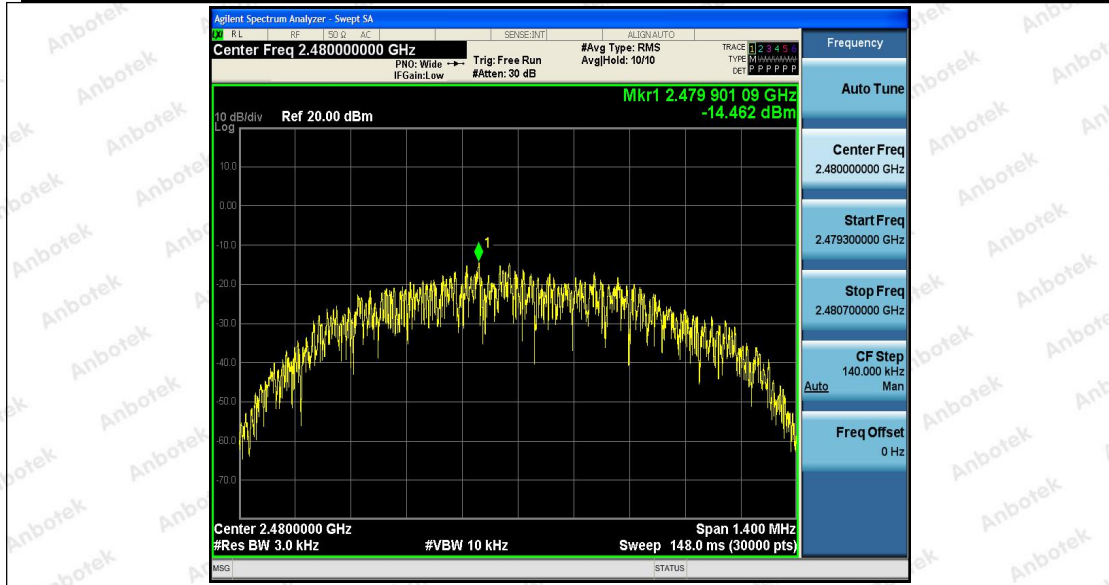 Agilent Spectrum Analyzer - Swept SA
LXI RL RF 50 Ω AC SENSE:INT ALIGNAUTO
Center Freq 2.480000000 GHz
PNO: Wide
IFGain:Low
Trig: Free Run
#Atten: 30 dB
#Avg Type: RMS
Avg|Hold: 10/10
TRACE 1 2 3 4 5 6
TYPE M
DET P P P P P P
Mkr1 2.479 901 09 GHz
-14.462 dBm
10 dB/div Ref 20.00 dBm
Log
10.0
0.00
-10.0
-20.0
-30.0
-40.0
-50.0
-60.0
-70.0
1
Center 2.4800000 GHz
Span 1.400 MHz
#Res BW 3.0 kHz #VBW 10 kHz Sweep 148.0 ms (30000 pts)
MSG STATUS
Frequency
Auto Tune
Center Freq
2.480000000 GHz
Start Freq
2.479300000 GHz
Stop Freq
2.480700000 GHz
CF Step
140.000 kHz
Auto Man
Freq Offset
0 Hz
Anbotek